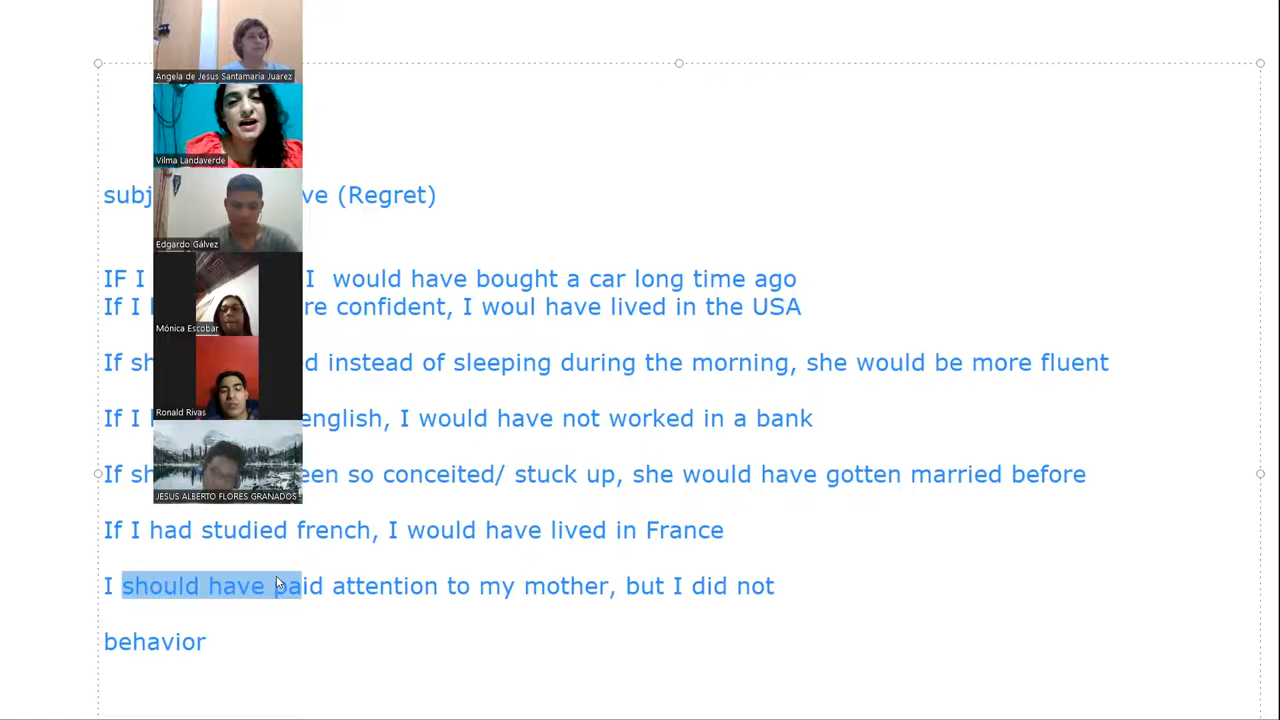 Angela de Jesus Santamaria Juarez
Vilma Landaverde
subj ve (Regret)
Edgardo Gálvez
IF I I would have bought a car long time ago
If I re confident, I woul have lived in the USA
Mónica Escobar
If sh d instead of sleeping during the morning, she would be more fluent
Ronald Rivas
If I english, I would have not worked in a bank
If sh een so conceited/ stuck up, she would have gotten married before
JESUS ALBERTO FLORES GRANADOS
If I had studied french, I would have lived in France
I should have paid attention to my mother, but I did not
behavior